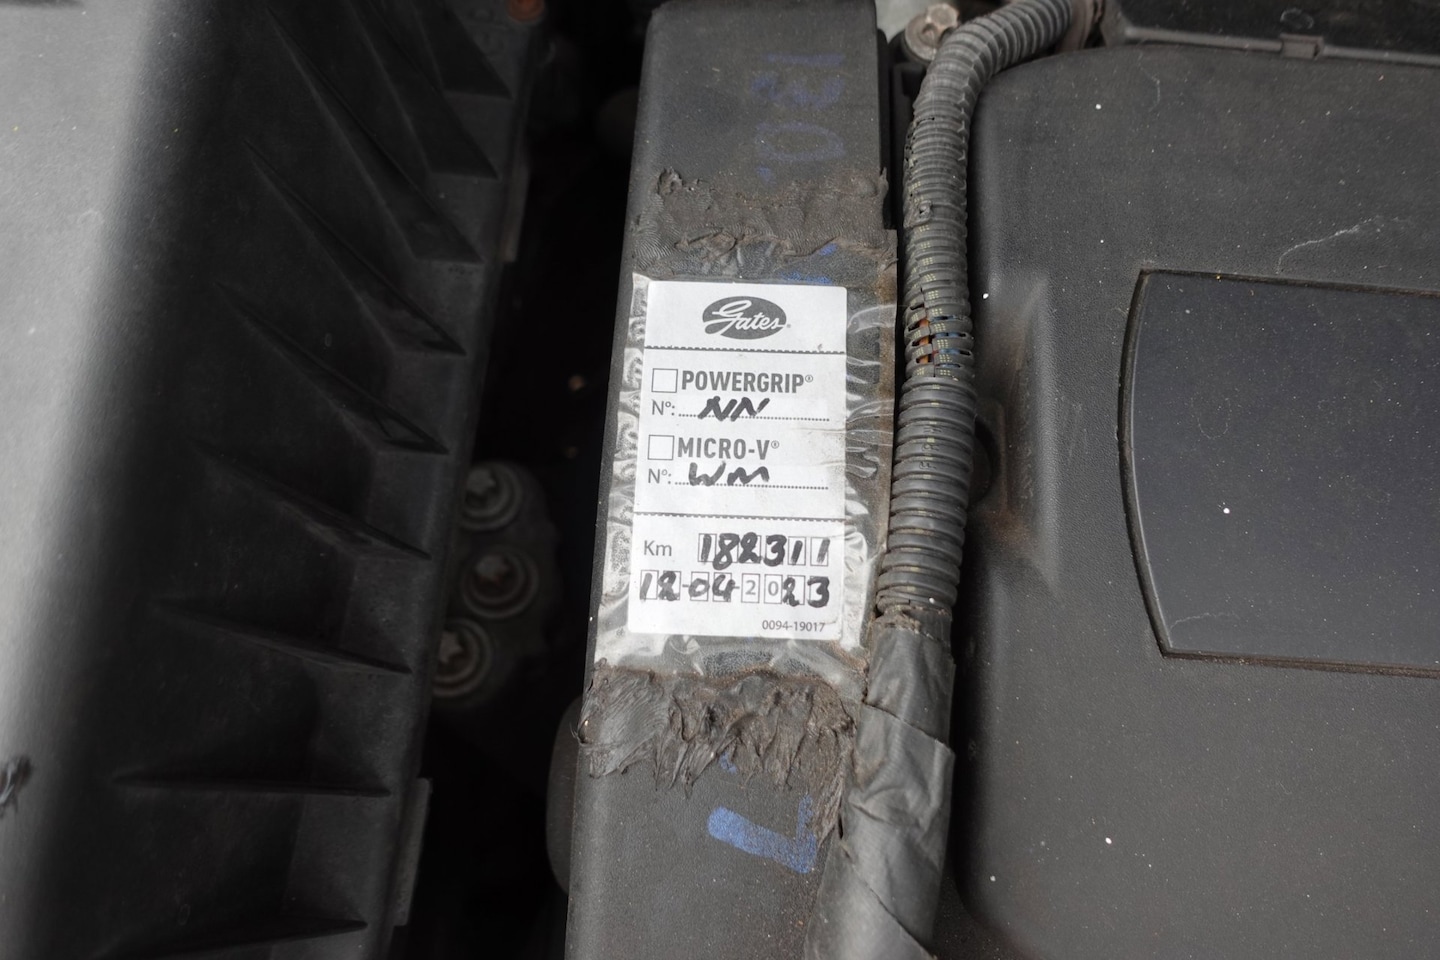 Gates®
POWERGRIP®
N°: NN
MICRO-V®
N°: WM
Km 182311
12-04-2023
0094-19017